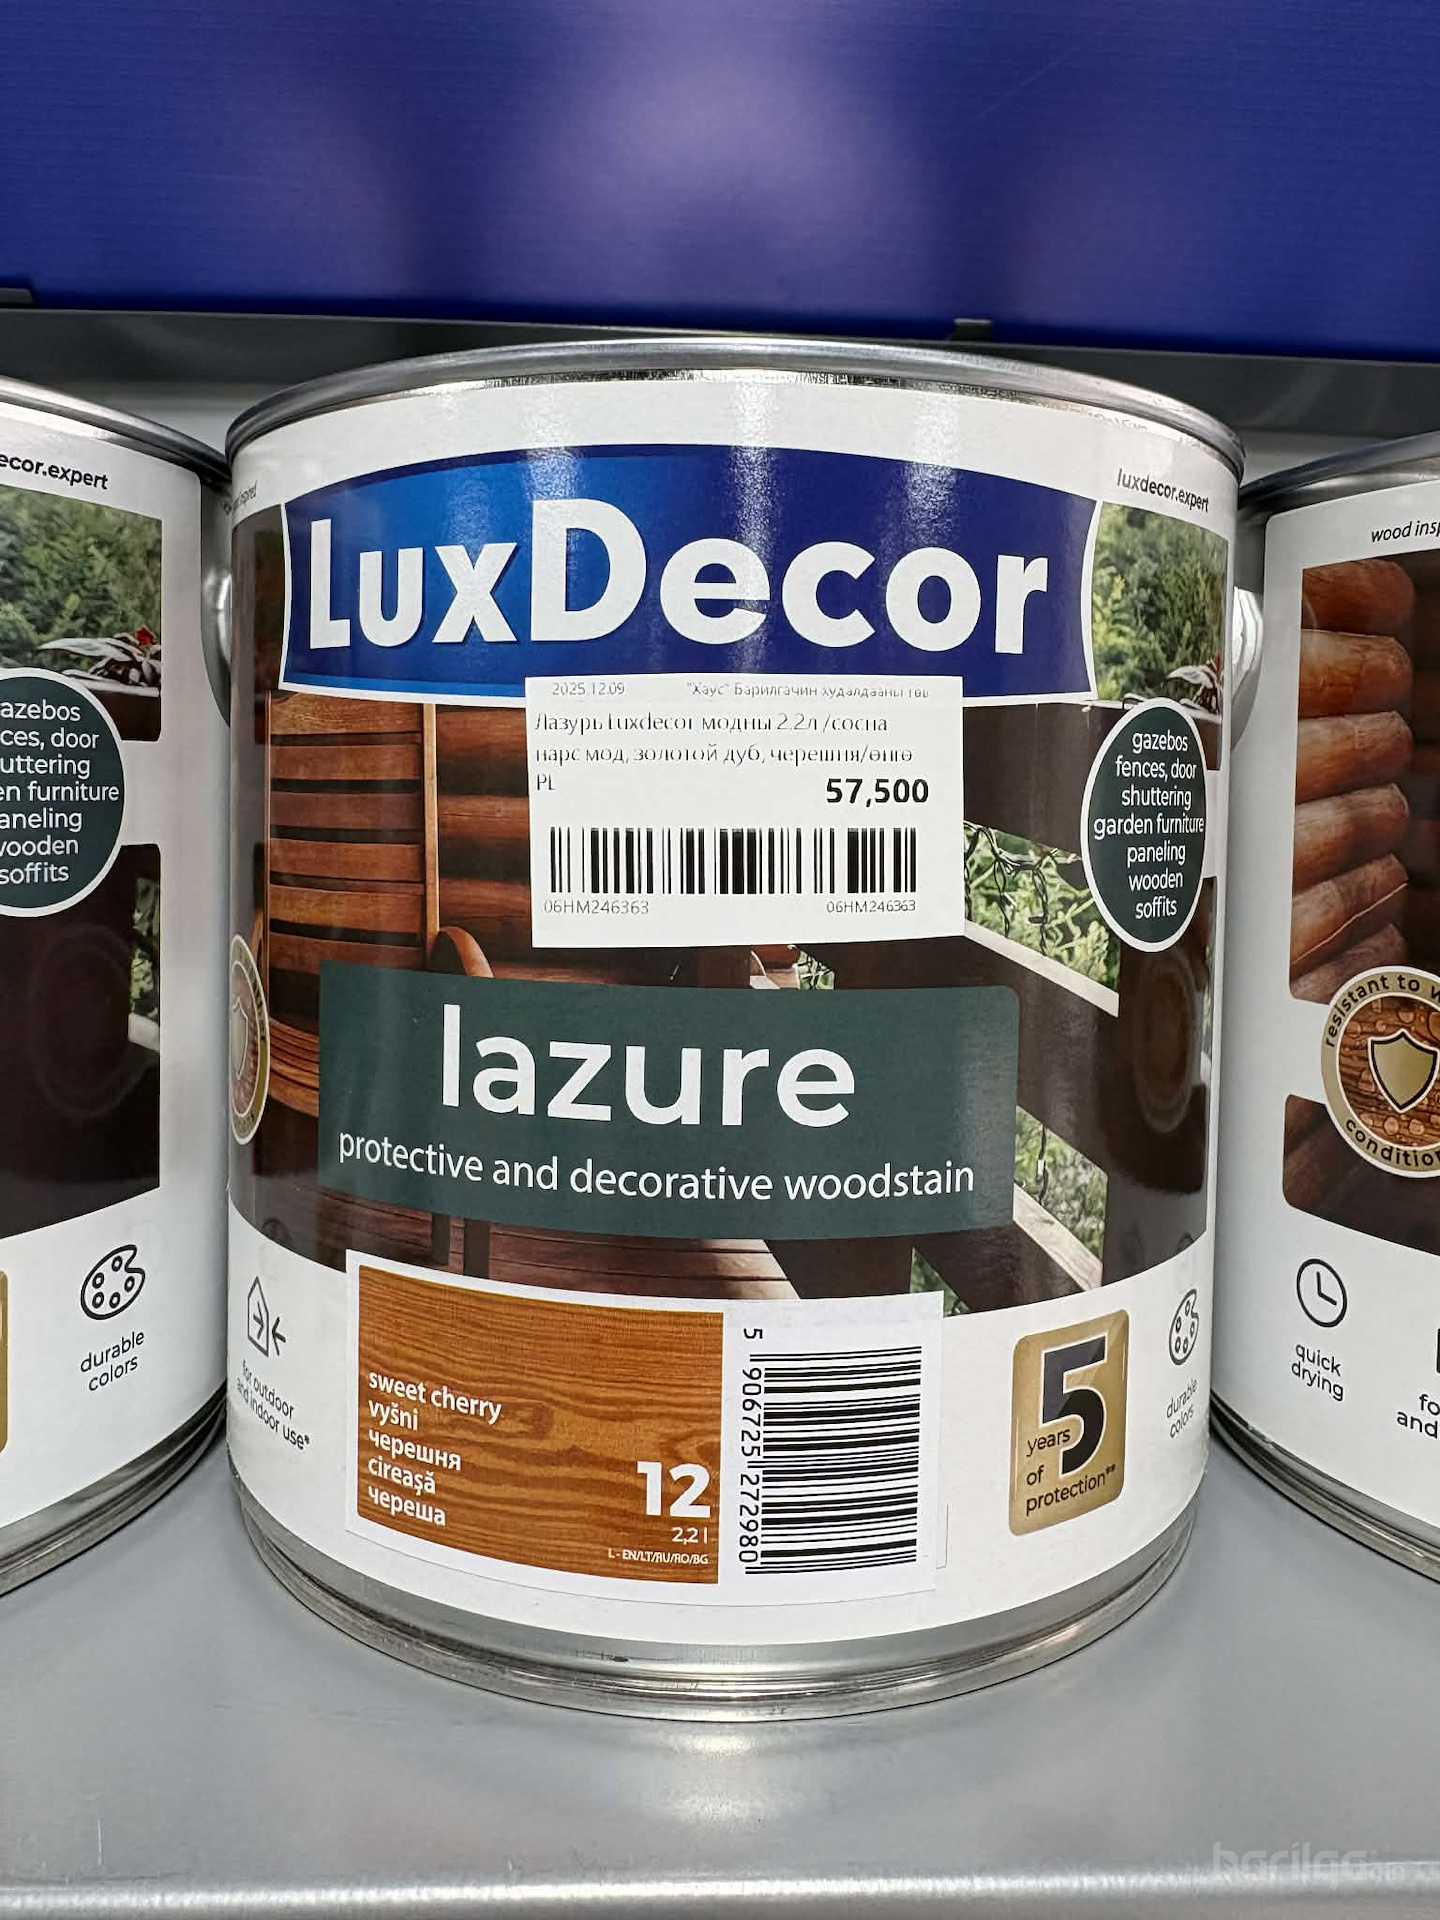 ecor.expert
azebos
ces, door
uttering
en furniture
aneling
wooden
soffits
durable
colors
luxdecor.expert
LuxDecor
2025.12.09 "Хаус" Барилгачин худалдааны төв
Лазурь Luxdecor модны 2.2л /сосна
нарс мод, золотой дуб, черешня/өнгө
PL
57,500
06HM246363 06HM246363
gazebos
fences, door
shuttering
garden furniture
paneling
wooden
soffits
lazure
protective and decorative woodstain
for outdoor
and indoor use*
sweet cherry
vyšni
черешня
cireașă
череша
12
2,2 l
L - EN/LT/RU/RO/BG
5 906725 272980
5
years
of
protection**
durable
colors
wood insp
resistant to w
condition
quick
drying
fo
and
barilga.mn